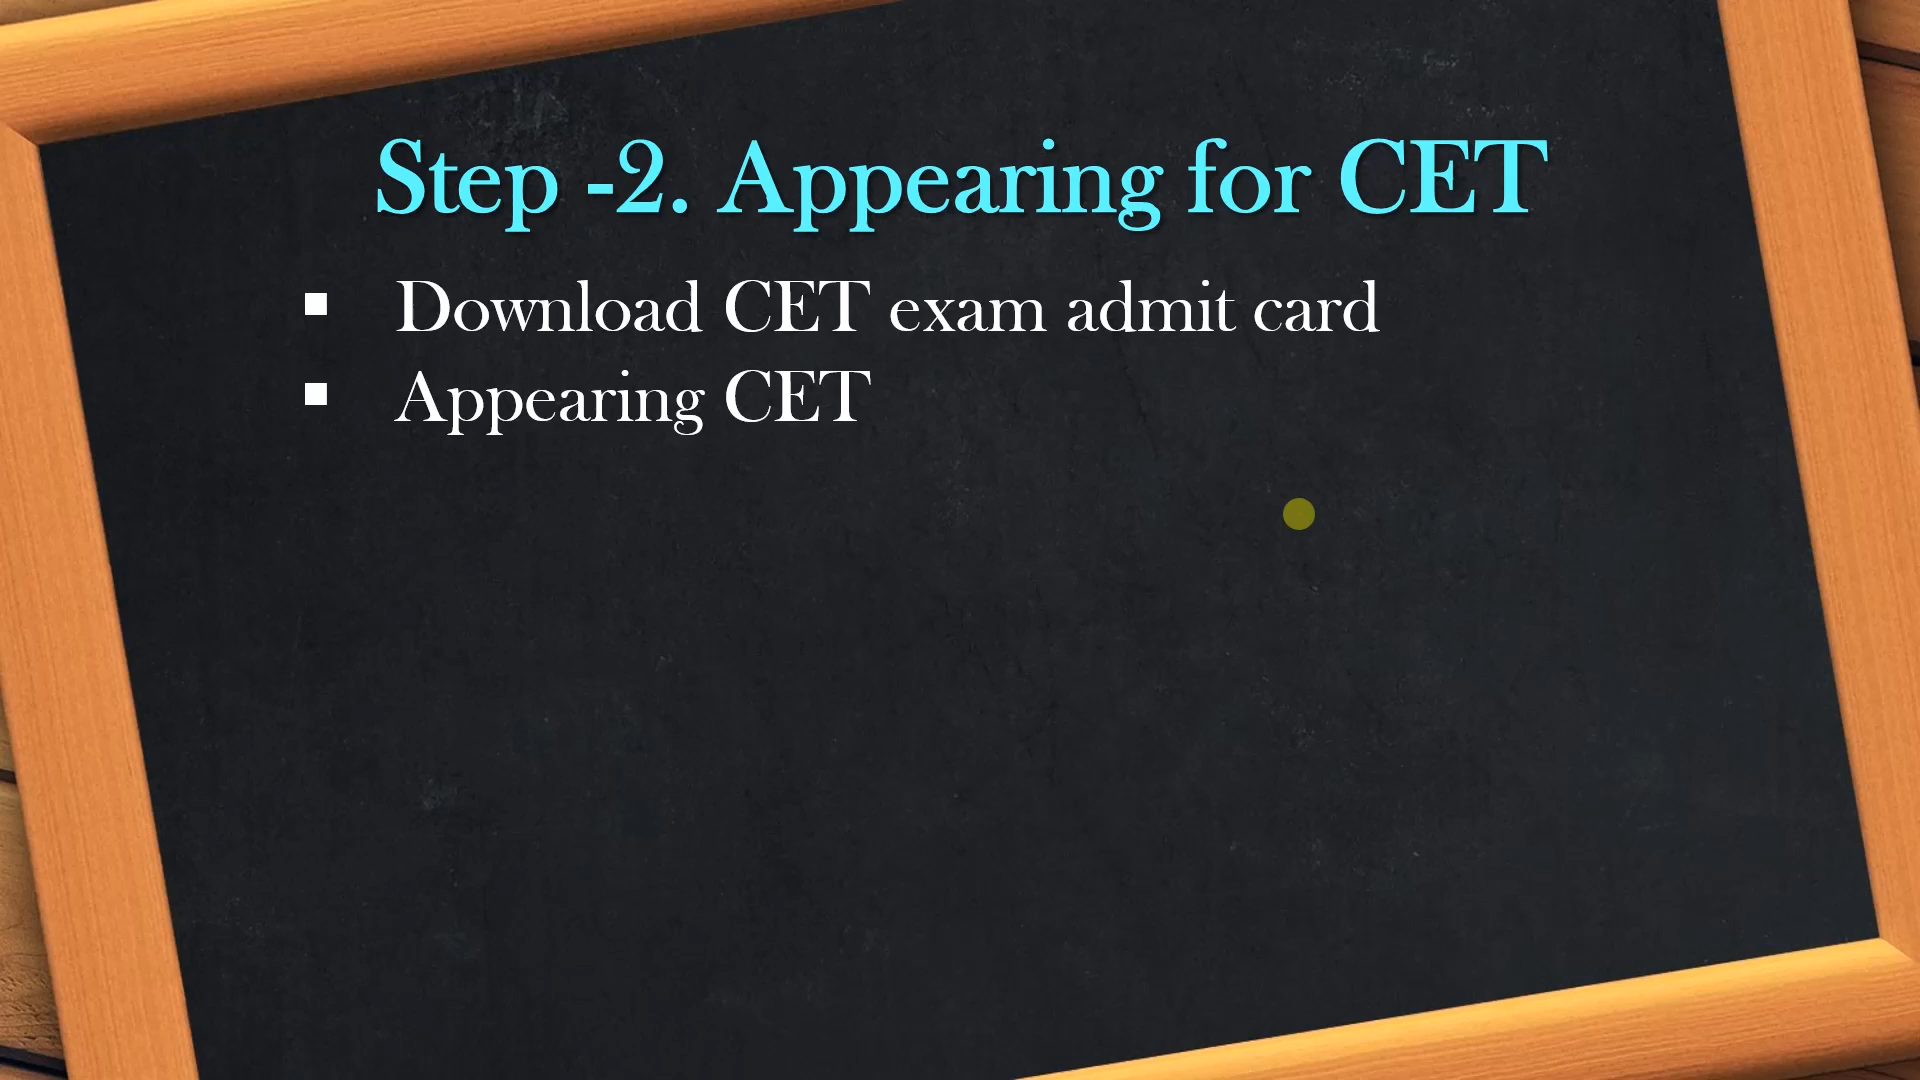 Step -2. Appearing for CET
▪ Download CET exam admit card
▪ Appearing CET